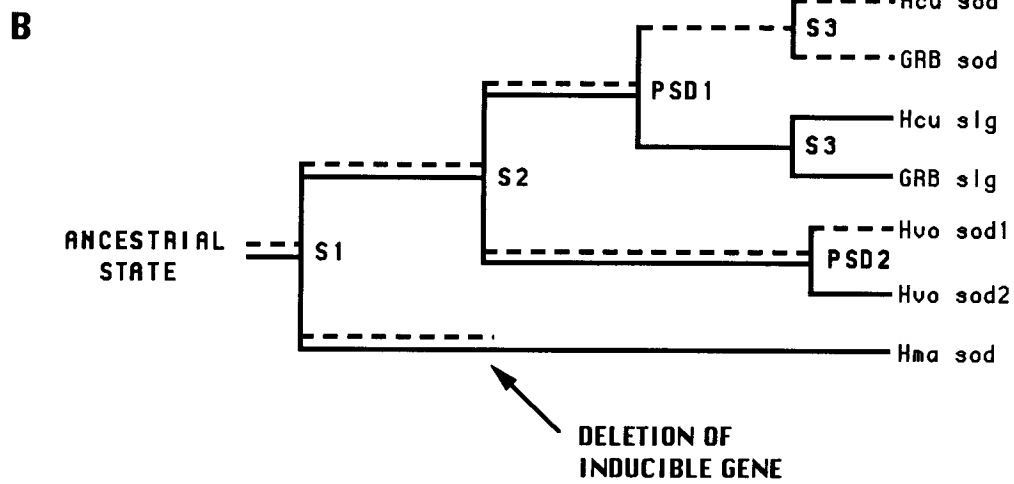 B
Hcu sod
S3
GRB sod
PSD1
Hcu slg
S3
GRB slg
S2
Hvo sod1
ANCESTRIAL
STATE
S1
PSD2
Hvo sod2
Hma sod
DELETION OF
INDUCIBLE GENE